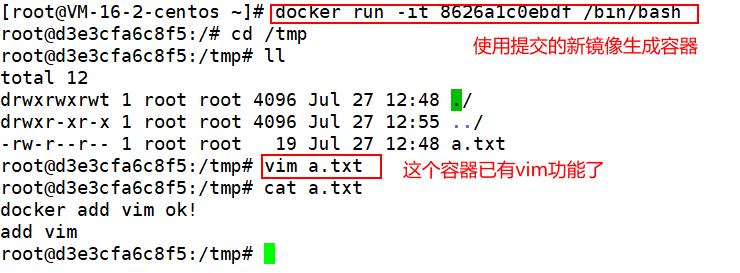 [root@VM-16-2-centos ~]# docker run -it 8626a1c0ebdf /bin/bash
root@d3e3cfa6c8f5:/# cd /tmp
使用提交的新镜像生成容器
root@d3e3cfa6c8f5:/tmp# ll
total 12
drwxrwxrwt 1 root root 4096 Jul 27 12:48 ./
drwxr-xr-x 1 root root 4096 Jul 27 12:55 ../
-rw-r--r-- 1 root root   19 Jul 27 12:48 a.txt
root@d3e3cfa6c8f5:/tmp# vim a.txt 这个容器已有vim功能了
root@d3e3cfa6c8f5:/tmp# cat a.txt
docker add vim ok!
add vim
root@d3e3cfa6c8f5:/tmp#